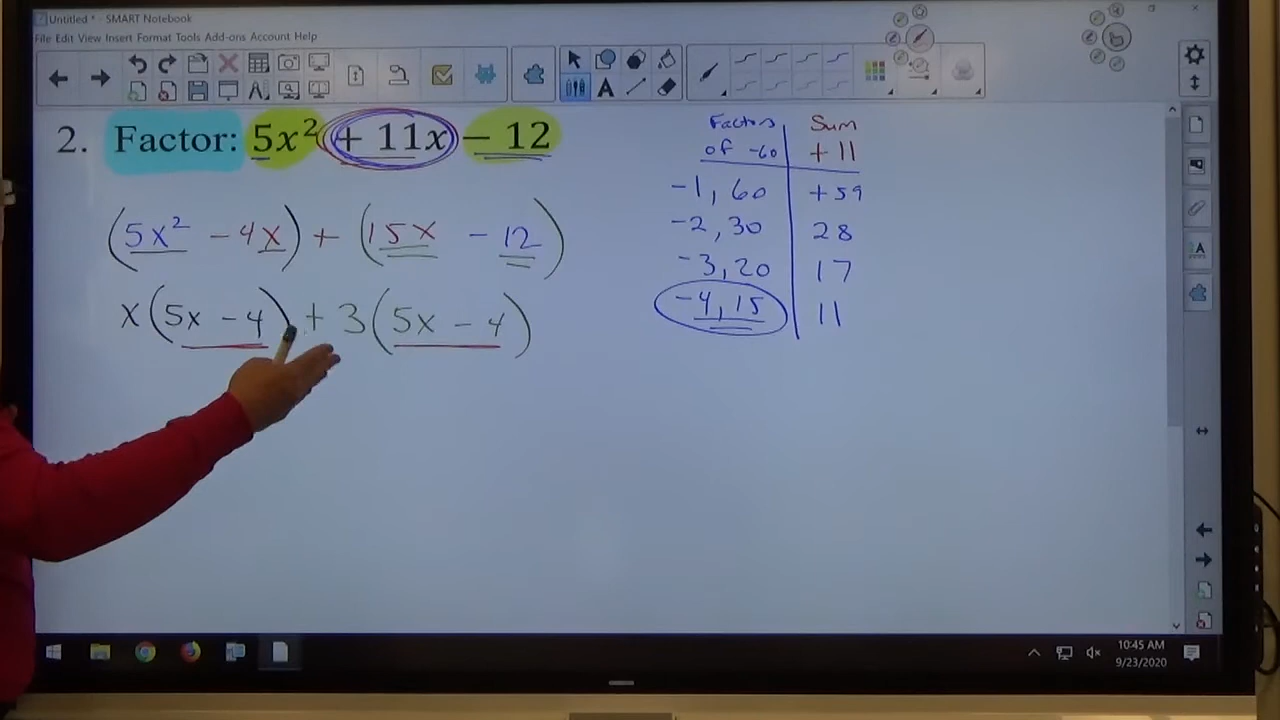 Untitled * - SMART Notebook
File Edit View Insert Format Tools Add-ons Account Help
2. Factor: 5x² + 11x − 12
(5x² - 4x) + (15x - 12)
x(5x - 4) + 3(5x - 4)
Factors Sum
of -60 +11
-1, 60 +59
-2, 30 28
-3, 20 17
-4, 15 11
10:45 AM
9/23/2020